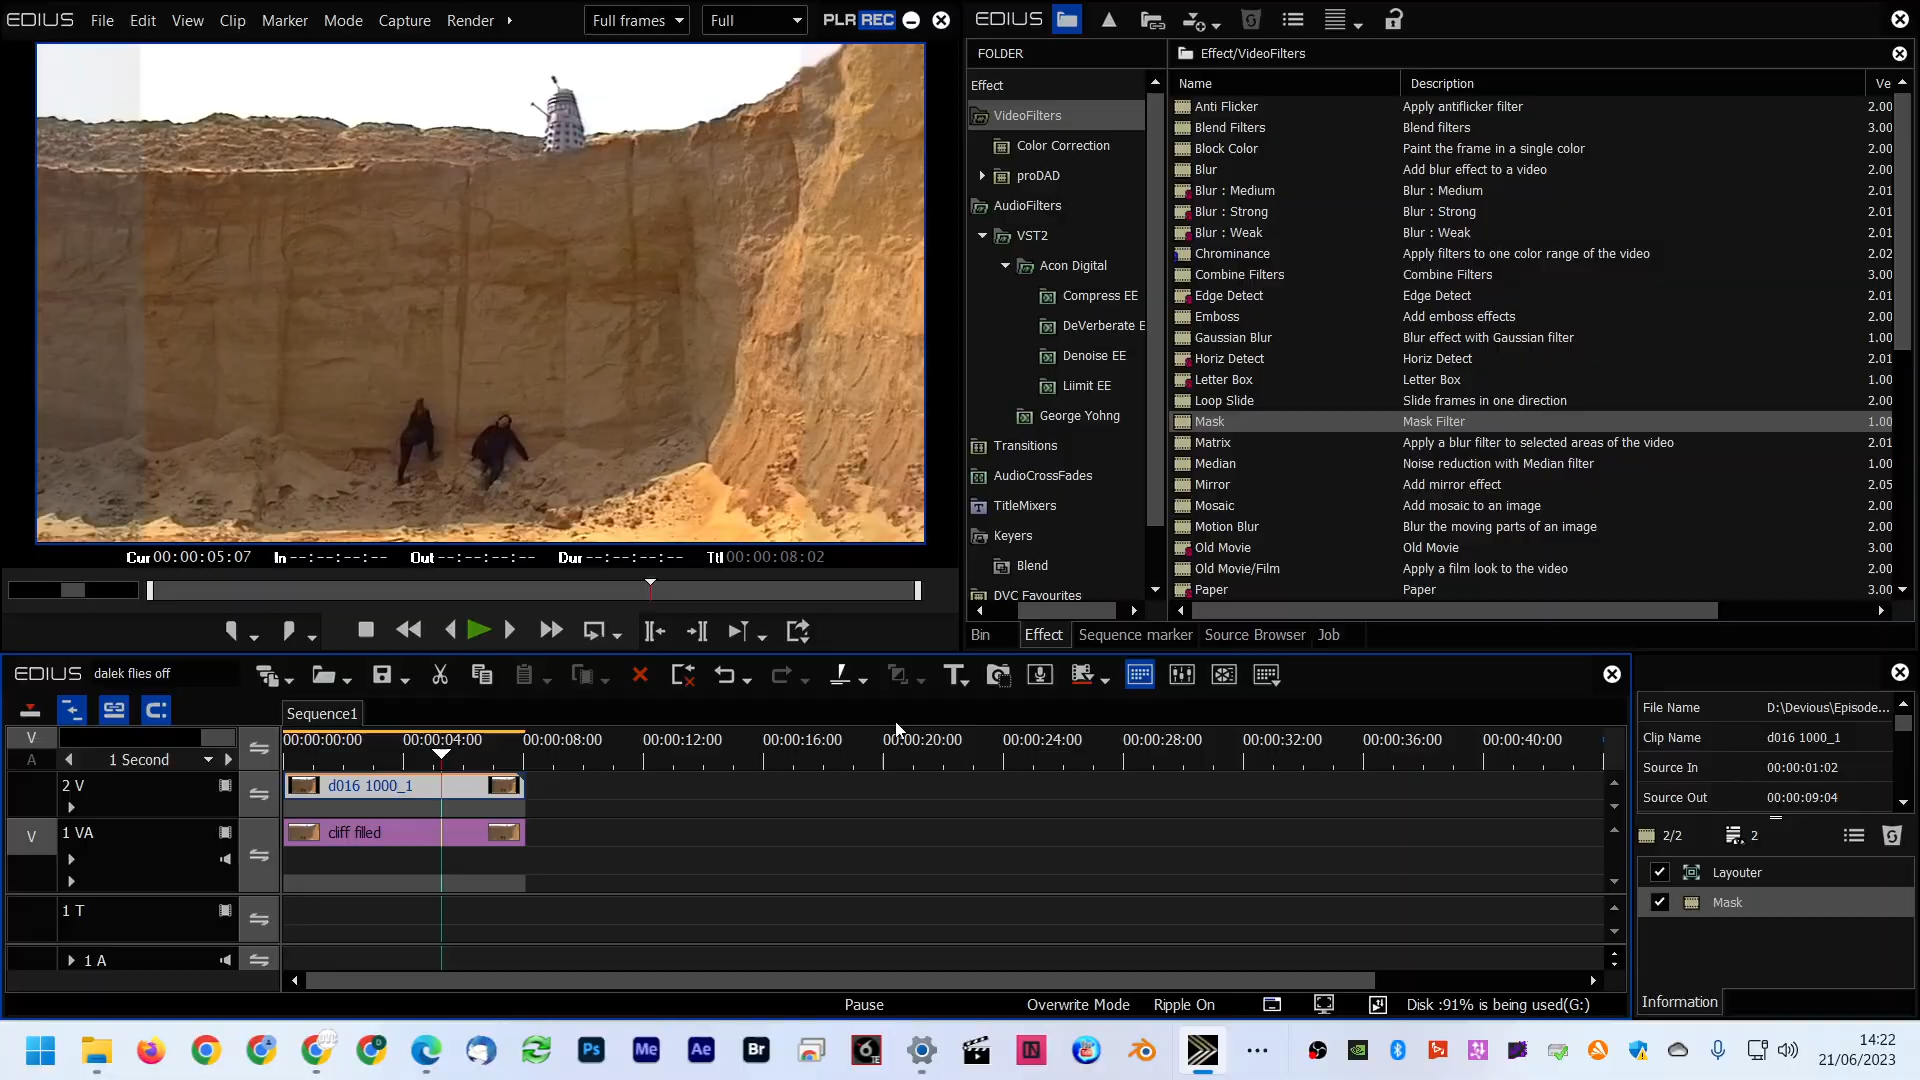 EDIUS File Edit View Clip Marker Mode Capture Render Full frames Full PLR REC
Cur 00:00:05:07 In --:--:--:-- Out --:--:--:-- Dur --:--:--:-- Ttl 00:00:08:02
EDIUS
FOLDER
Effect
VideoFilters
Color Correction
proDAD
AudioFilters
VST2
Acon Digital
Compress EE
DeVerberate E
Denoise EE
Liimit EE
George Yohng
Transitions
AudioCrossFades
TitleMixers
Keyers
Blend
DVC Favourites
Effect/VideoFilters
Name Description Ve
Anti Flicker Apply antiflicker filter 2.00
Blend Filters Blend filters 3.00
Block Color Paint the frame in a single color 2.00
Blur Add blur effect to a video 2.00
Blur : Medium Blur : Medium 2.01
Blur : Strong Blur : Strong 2.01
Blur : Weak Blur : Weak 2.01
Chrominance Apply filters to one color range of the video 2.02
Combine Filters Combine Filters 3.00
Edge Detect Edge Detect 2.01
Emboss Add emboss effects 2.00
Gaussian Blur Blur effect with Gaussian filter 1.00
Horiz Detect Horiz Detect 2.01
Letter Box Letter Box 1.00
Loop Slide Slide frames in one direction 2.00
Mask Mask Filter 1.00
Matrix Apply a blur filter to selected areas of the video 2.01
Median Noise reduction with Median filter 1.00
Mirror Add mirror effect 2.05
Mosaic Add mosaic to an image 2.00
Motion Blur Blur the moving parts of an image 2.00
Old Movie Old Movie 3.00
Old Movie/Film Apply a film look to the video 2.00
Paper Paper 3.00
Bin Effect Sequence marker Source Browser Job
EDIUS dalek flies off
Sequence1
V
A
1 Second
00:00:00:00 00:00:04:00 00:00:08:00 00:00:12:00 00:00:16:00 00:00:20:00 00:00:24:00 00:00:28:00 00:00:32:00 00:00:36:00 00:00:40:00
2 V d016 1000_1
V 1 VA cliff filled
1 T
1 A
Pause Overwrite Mode Ripple On Disk :91% is being used(G:)
File Name D:\Devious\Episode...
Clip Name d016 1000_1
Source In 00:00:01:02
Source Out 00:00:09:04
2/2 2
Layouter
Mask
Information
Ps Me Ae Br
14:22
21/06/2023